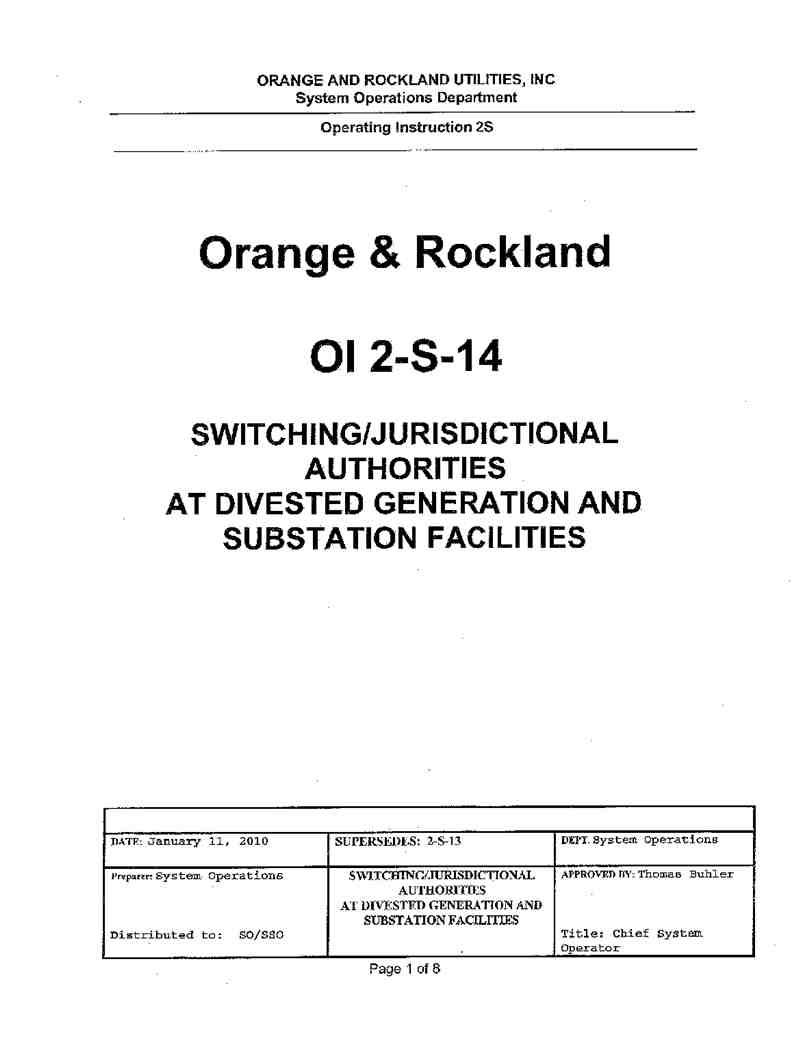 ORANGE AND ROCKLAND UTILITIES, INC
System Operations Department
Operating Instruction 2S
Orange & Rockland
OI 2-S-14
SWITCHING/JURISDICTIONAL
AUTHORITIES
AT DIVESTED GENERATION AND
SUBSTATION FACILITIES
DATE: January 11, 2010
SUPERSEDES: 2-S-13
DEPT. System Operations
Preparer: System Operations
Distributed to: SO/SSO
SWITCHING/JURISDICTIONAL
AUTHORITIES
AT DIVESTED GENERATION AND
SUBSTATION FACILITIES
APPROVED BY: Thomas Buhler
Title: Chief System
Operator
Page 1 of 8